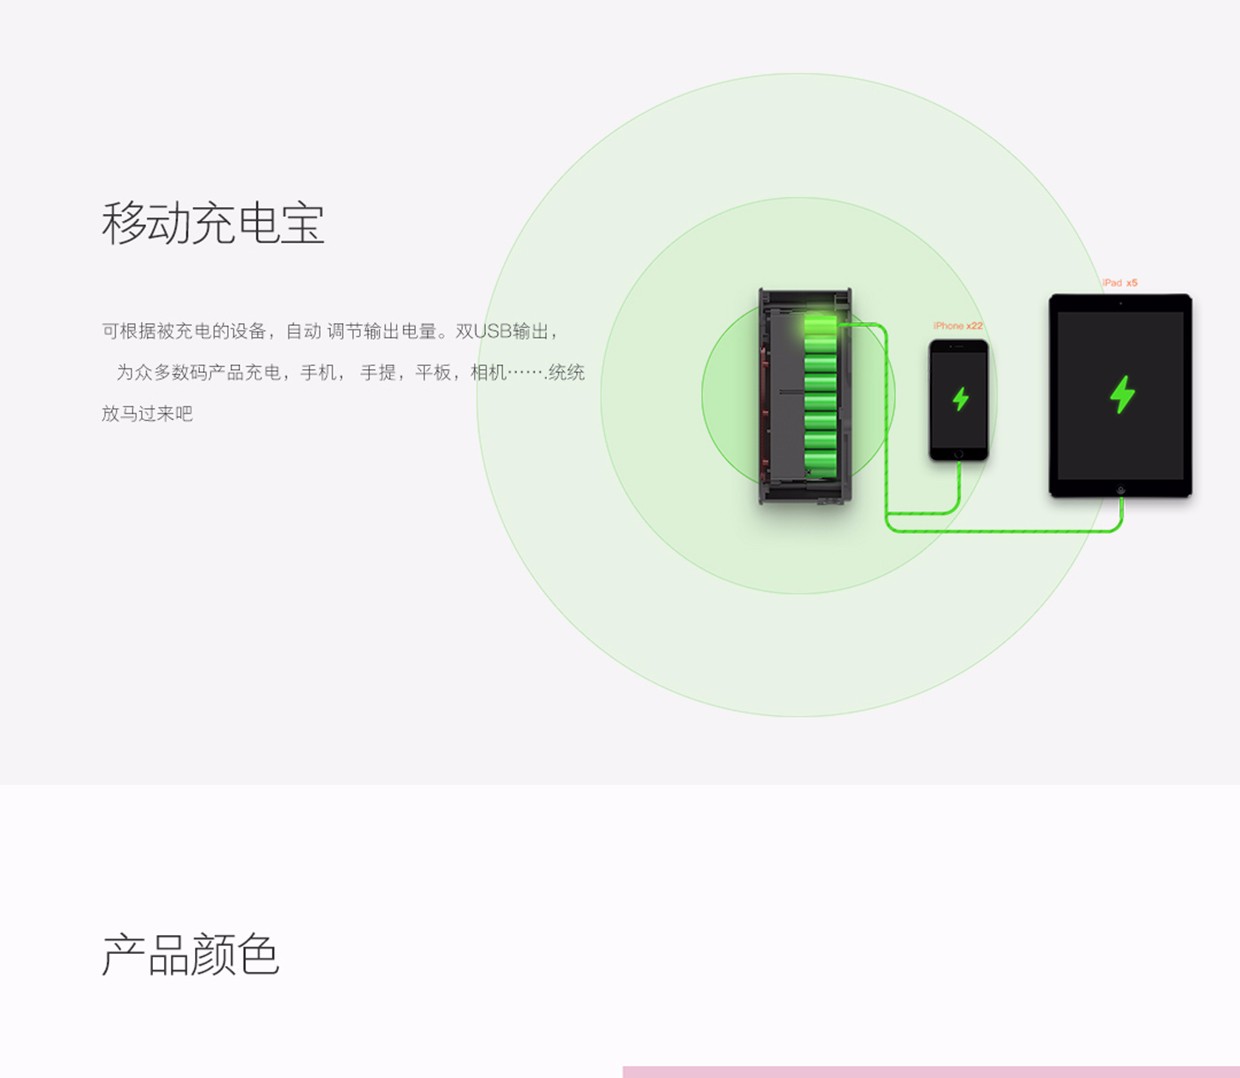 移动充电宝
可根据被充电的设备，自动 调节输出电量。双USB输出，
为众多数码产品充电，手机， 手提，平板，相机…….统统
放马过来吧
iPhone x22
iPad x5
产品颜色